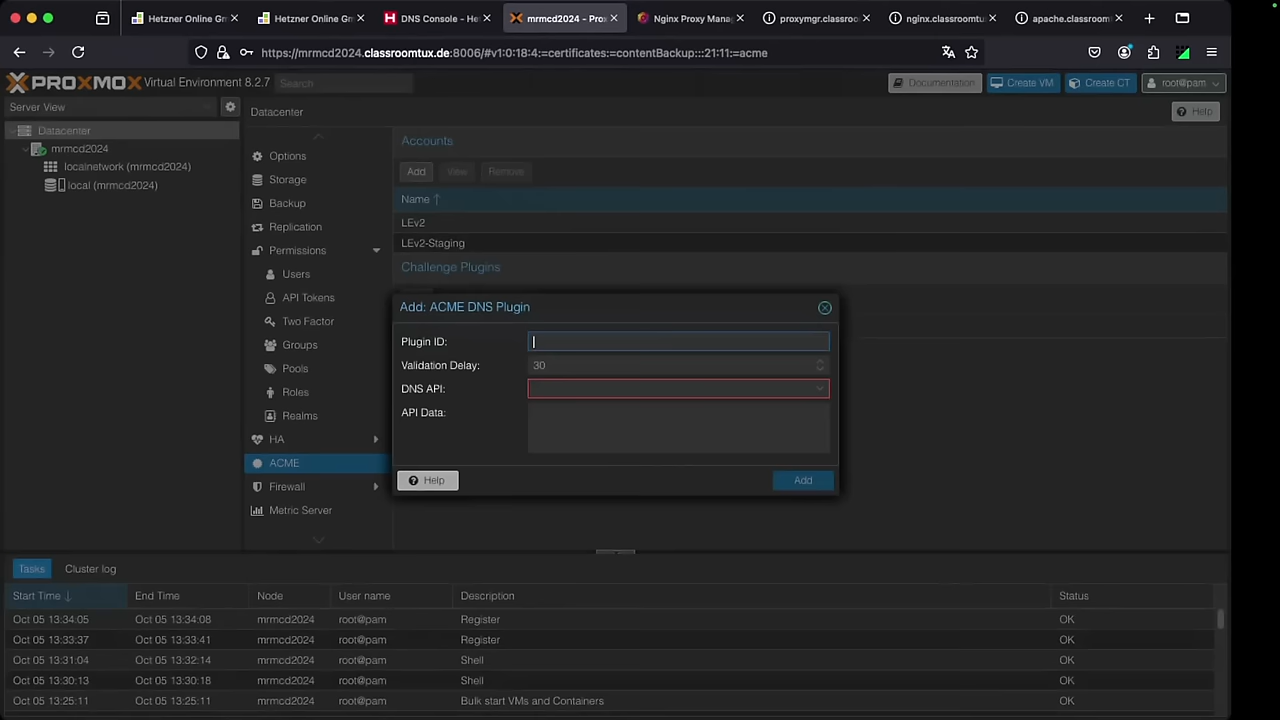 Hetzner Online Gm
Hetzner Online Gm
DNS Console - He
mrmcd2024 - Pro
Nginx Proxy Mana
proxymgr.classroo
nginx.classroomtu
apache.classroom
https://mrmcd2024.classroomtux.de:8006/#v1:0:18:4:=certificates:=contentBackup:::21:11:=acme
PROXMOX Virtual Environment 8.2.7
Search
Documentation
Create VM
Create CT
root@pam
Server View
Datacenter
Help
Datacenter
mrmcd2024
localnetwork (mrmcd2024)
local (mrmcd2024)
Options
Storage
Backup
Replication
Permissions
Users
API Tokens
Two Factor
Groups
Pools
Roles
Realms
HA
ACME
Firewall
Metric Server
Accounts
Add
View
Remove
Name
LEv2
LEv2-Staging
Challenge Plugins
Add: ACME DNS Plugin
Plugin ID:
Validation Delay:
30
DNS API:
API Data:
Help
Add
Tasks
Cluster log
Start Time
End Time
Node
User name
Description
Status
Oct 05 13:34:05 Oct 05 13:34:08 mrmcd2024 root@pam Register OK
Oct 05 13:33:37 Oct 05 13:33:41 mrmcd2024 root@pam Register OK
Oct 05 13:31:04 Oct 05 13:32:14 mrmcd2024 root@pam Shell OK
Oct 05 13:30:13 Oct 05 13:30:18 mrmcd2024 root@pam Shell OK
Oct 05 13:25:11 Oct 05 13:25:11 mrmcd2024 root@pam Bulk start VMs and Containers OK